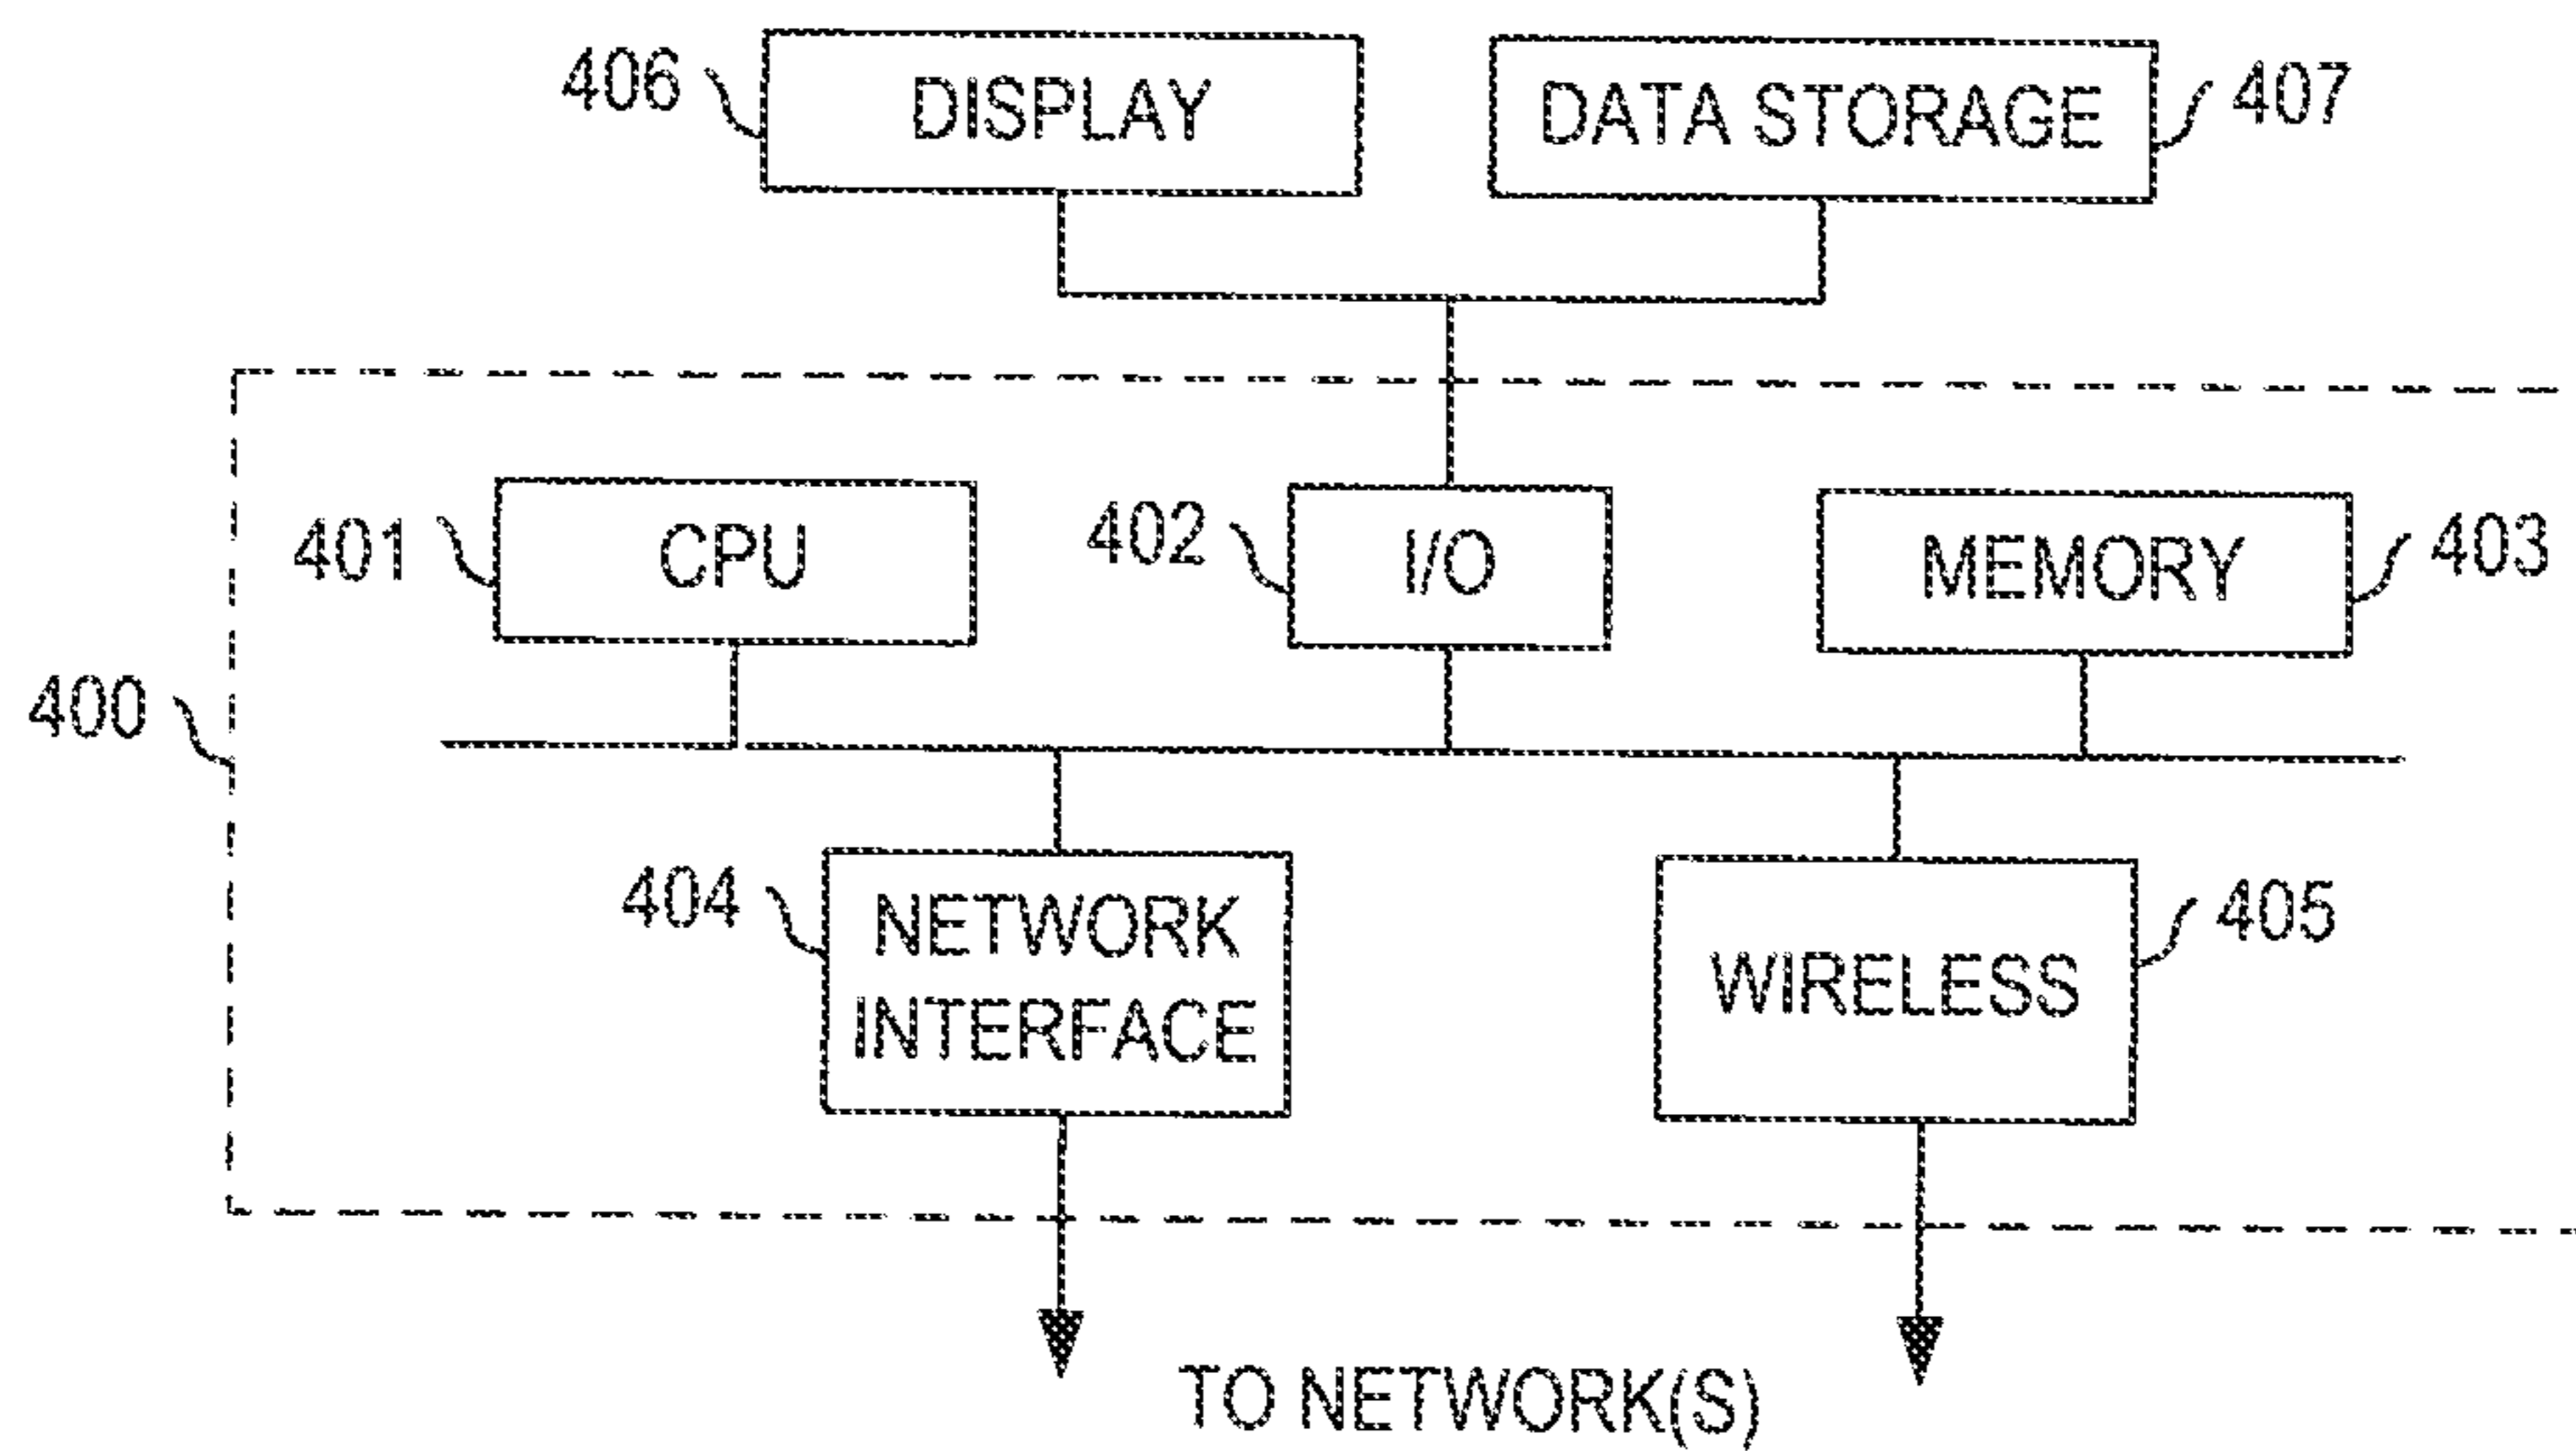 406 DISPLAY DATA STORAGE 407
401 CPU 402 I/O MEMORY 403
400
404 NETWORK INTERFACE WIRELESS 405
TO NETWORK(S)